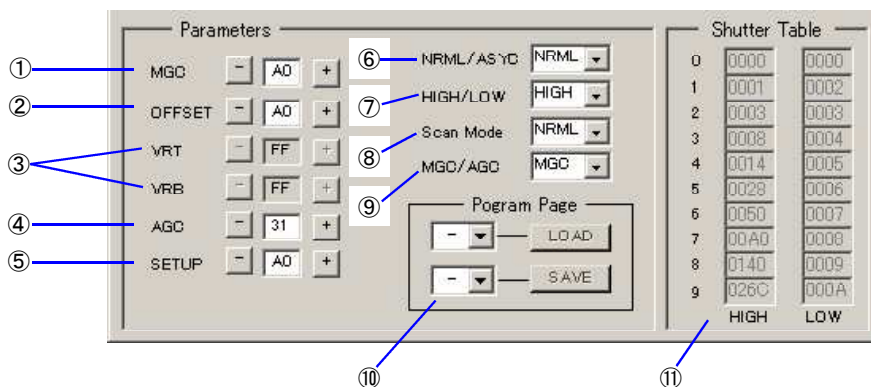 Parameters
① MGC - A0 +
② OFFSET - A0 +
③ VRT - FF +
VRB - FF +
④ AGC - 31 +
⑤ SETUP - A0 +
⑥ NRML/ASYC NRML
⑦ HIGH/LOW HIGH
⑧ Scan Mode NRML
⑨ MGC/AGC MGC
Pogram Page
- LOAD
- SAVE
⑩
Shutter Table
0 0000 0000
1 0001 0002
2 0003 0003
3 0008 0004
4 0014 0005
5 0028 0006
6 0050 0007
7 00A0 0008
8 0140 0009
9 026C 000A
HIGH LOW
⑪